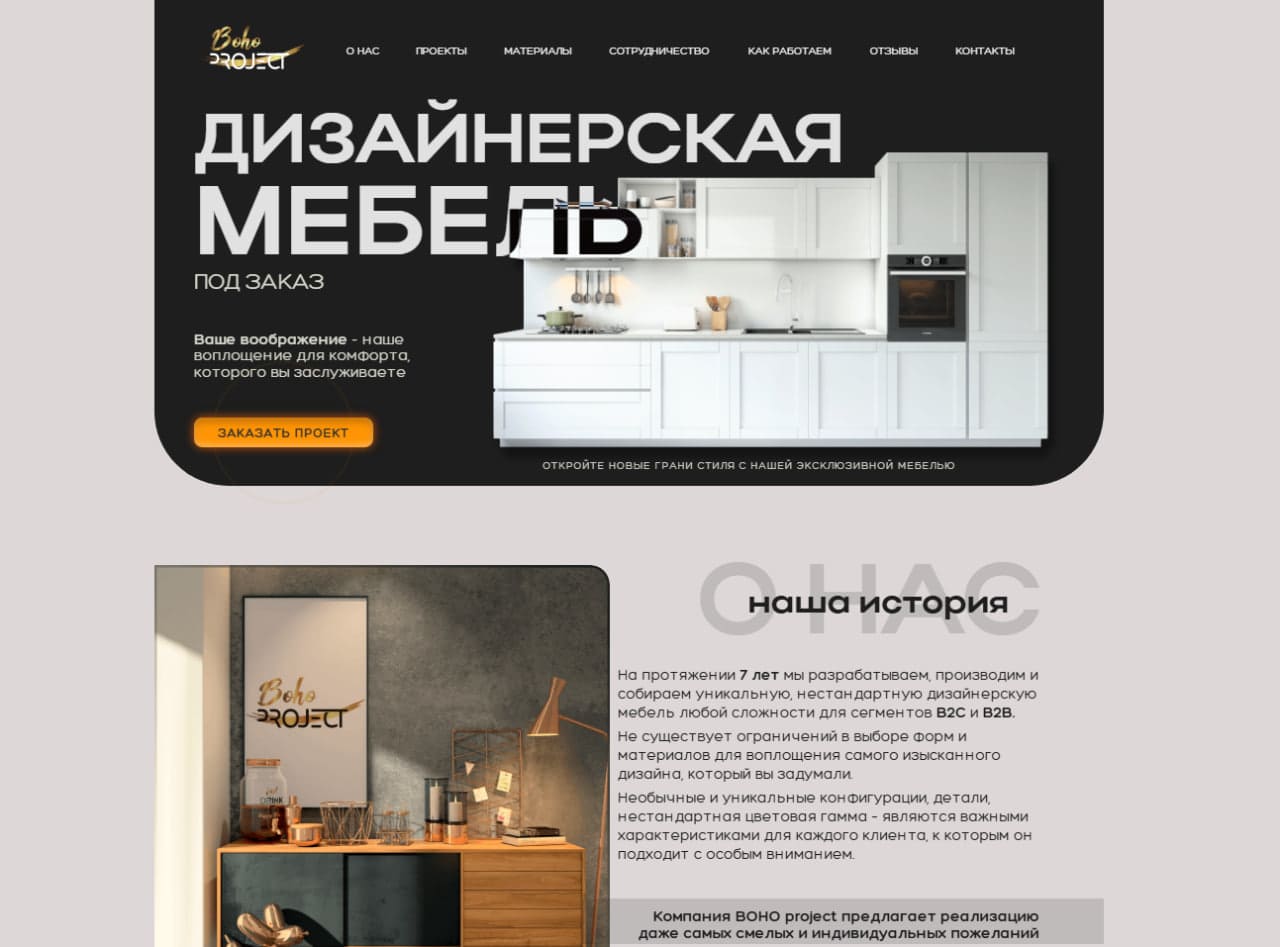 Boho
PROJECT
О НАС ПРОЕКТЫ МАТЕРИАЛЫ СОТРУДНИЧЕСТВО КАК РАБОТАЕМ ОТЗЫВЫ КОНТАКТЫ
ДИЗАЙНЕРСКАЯ
МЕБЕЛЬ
ПОД ЗАКАЗ
Ваше воображение - наше
воплощение для комфорта,
которого вы заслуживаете
ЗАКАЗАТЬ ПРОЕКТ
ОТКРОЙТЕ НОВЫЕ ГРАНИ СТИЛЯ С НАШЕЙ ЭКСКЛЮЗИВНОЙ МЕБЕЛЬЮ
О НАС
наша история
Boho
PROJECT
DRINK
На протяжении 7 лет мы разрабатываем, производим и
собираем уникальную, нестандартную дизайнерскую
мебель любой сложности для сегментов B2C и B2B.
Не существует ограничений в выборе форм и
материалов для воплощения самого изысканного
дизайна, который вы задумали.
Необычные и уникальные конфигурации, детали,
нестандартная цветовая гамма - являются важными
характеристиками для каждого клиента, к которым он
подходит с особым вниманием.
Компания BOHO project предлагает реализацию
даже самых смелых и индивидуальных пожеланий